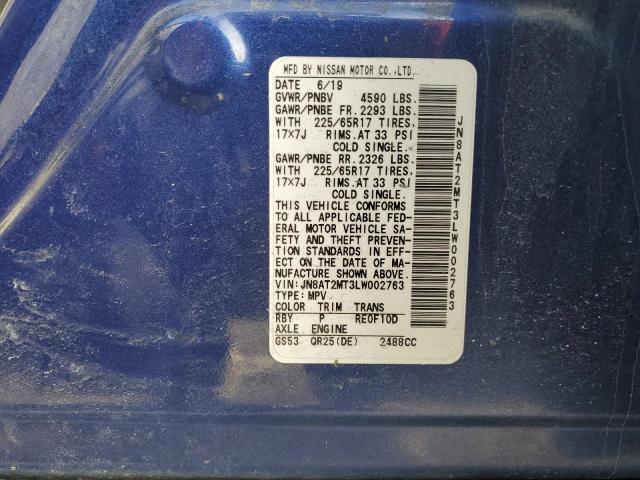 MFD BY NISSAN MOTOR CO.,LTD.
DATE 6/19
GVWR/PNBV 4590 LBS.
GAWR/PNBE FR. 2293 LBS.
WITH 225/65R17 TIRES.
17X7J RIMS. AT 33 PSI
COLD SINGLE.
GAWR/PNBE RR. 2326 LBS.
WITH 225/65R17 TIRES.
17X7J RIMS. AT 33 PSI
COLD SINGLE.
THIS VEHICLE CONFORMS
TO ALL APPLICABLE FED-
ERAL MOTOR VEHICLE SA-
FETY AND THEFT PREVEN-
TION STANDARDS IN EFF-
ECT ON THE DATE OF MA-
NUFACTURE SHOWN ABOVE.
VIN:JN8AT2MT3LW002763
TYPE:MPV
COLOR TRIM TRANS
RBY P RE0F10D
AXLE ENGINE
GS53 QR25(DE) 2488CC
JN8AT2MT3LW002763